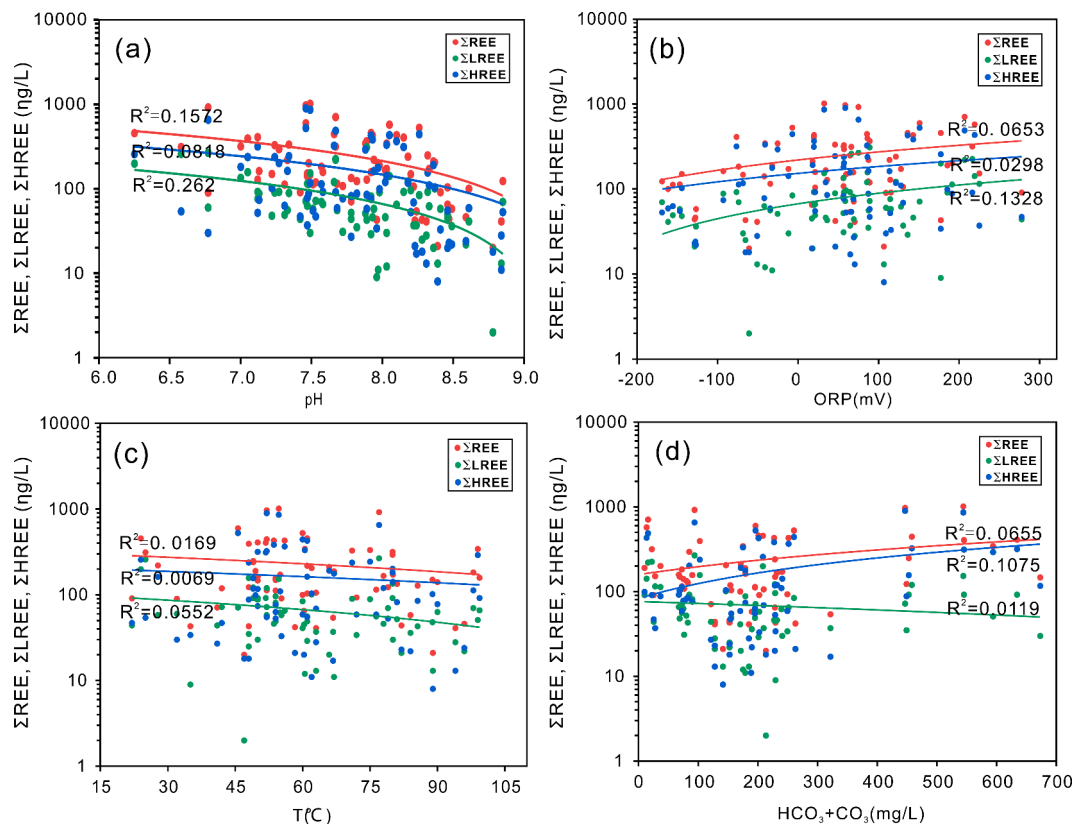 (a)
ΣREE
ΣLREE
ΣHREE
R²=0.1572
R²=0.0818
R²=0.262
10000
1000
100
10
1
6.0
6.5
7.0
7.5
8.0
8.5
9.0
pH
ΣREE, ΣLREE, ΣHREE (ηg/L)
(b)
ΣREE
ΣLREE
ΣHREE
R²=0. 0653
R²=0.0298
R²=0.1328
10000
1000
100
10
1
-200
-100
0
100
200
300
ORP(mV)
ΣREE, ΣLREE, ΣHREE (ηg/L)
(c)
ΣREE
ΣLREE
ΣHREE
R²=0. 0169
R²=0.0069
R²=0.0552
10000
1000
100
10
1
15
30
45
60
75
90
105
T(℃)
ΣREE, ΣLREE, ΣHREE (ηg/L)
(d)
ΣREE
ΣLREE
ΣHREE
R²=0. 0655
R²=0.1075
R²=0.0119
10000
1000
100
10
1
0
100
200
300
400
500
600
700
HCO₃+CO₃(mg/L)
ΣREE, ΣLREE, ΣHREE (ηg/L)